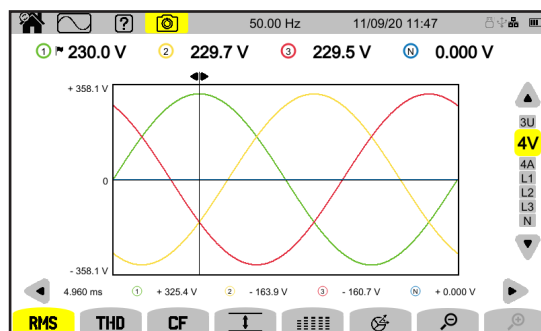 ? 50.00 Hz 11/09/20 11:47
1 230.0 V 2 229.7 V 3 229.5 V N 0.000 V
+ 358.1 V
0
- 358.1 V
3U
4V
4A
L1
L2
L3
N
4.960 ms 1 + 325.4 V 2 - 163.9 V 3 - 160.7 V N + 0.000 V
RMS THD CF